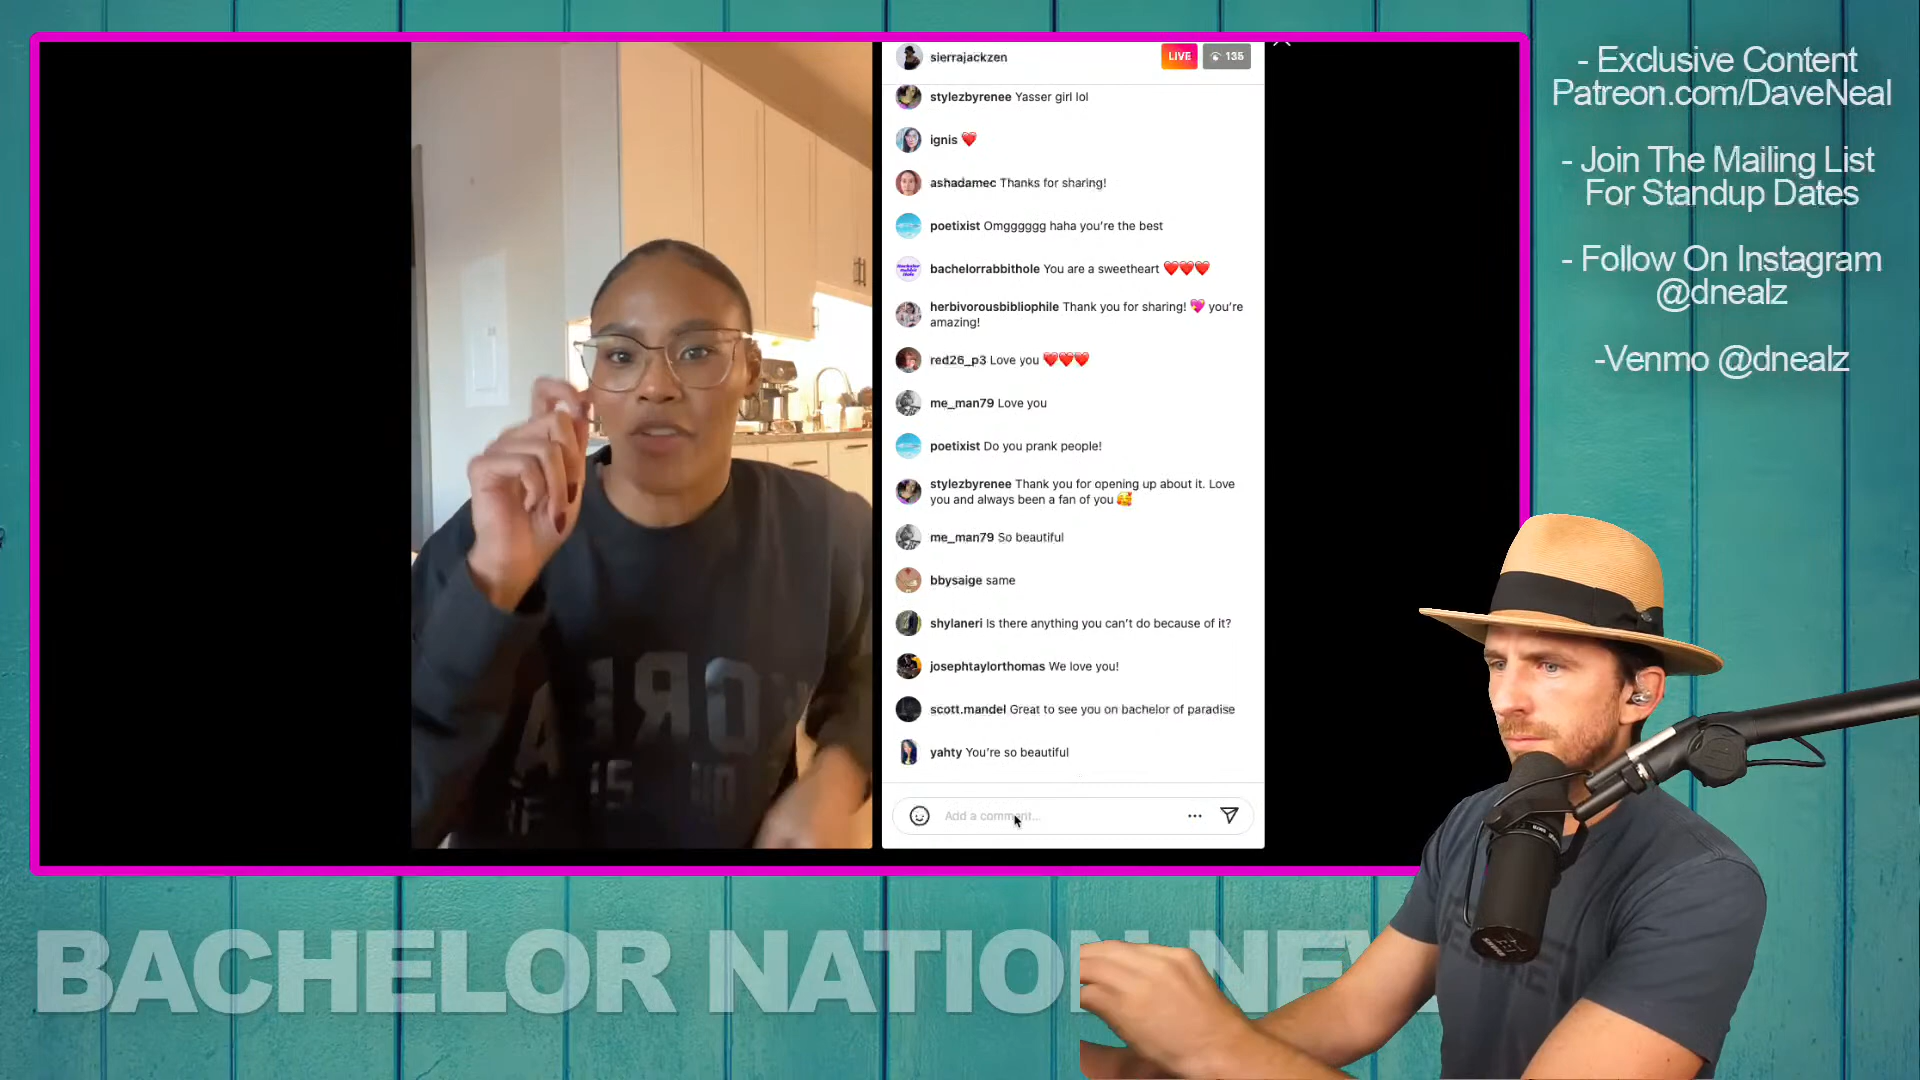 sierrajackzen
LIVE
135
stylezbyrenee Yasser girl lol
ignis ❤️
ashadamec Thanks for sharing!
poetixist Omgggggg haha you're the best
bachelorrabbithole You are a sweetheart ❤️❤️❤️
herbivorousbibliophile Thank you for sharing! 💖 you're
amazing!
red26_p3 Love you ❤️❤️❤️
me_man79 Love you
poetixist Do you prank people!
stylezbyrenee Thank you for opening up about it. Love
you and always been a fan of you 🥰
me_man79 So beautiful
bbysaige same
shylaneri Is there anything you can't do because of it?
josephtaylorthomas We love you!
scott.mandel Great to see you on bachelor of paradise
yahty You're so beautiful
Add a comment...
- Exclusive Content
Patreon.com/DaveNeal
- Join The Mailing List
For Standup Dates
- Follow On Instagram
@dnealz
-Venmo @dnealz
BACHELOR NATION